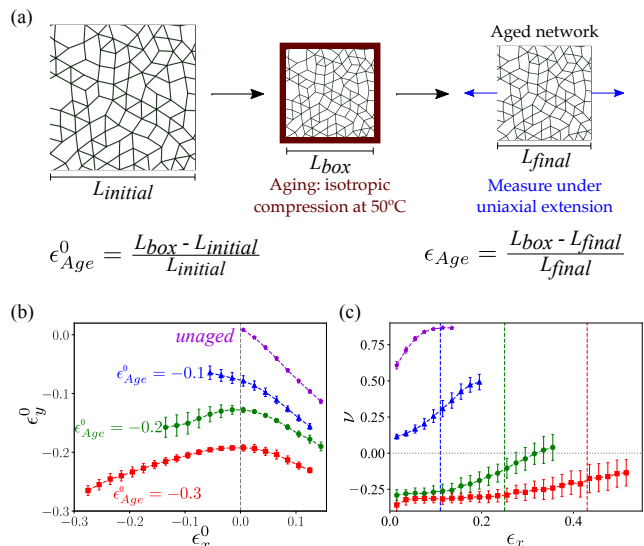 (a)
Aged network
L_initial
L_box
L_final
Aging: isotropic
compression at 50ºC
Measure under
uniaxial extension
ϵ⁰_Age = (L_box - L_initial) / L_initial
ϵ_Age = (L_box - L_final) / L_final
(b)
(c)
unaged
ϵ⁰_Age = −0.1
ϵ⁰_Age = −0.2
ϵ⁰_Age = −0.3
0.0
−0.1
−0.2
−0.3
ϵ⁰_y
−0.3 −0.2 −0.1 0.0 0.1
ϵ⁰_x
0.75
0.50
0.25
0.00
−0.25
ν
0.0 0.2 0.4
ϵ_x